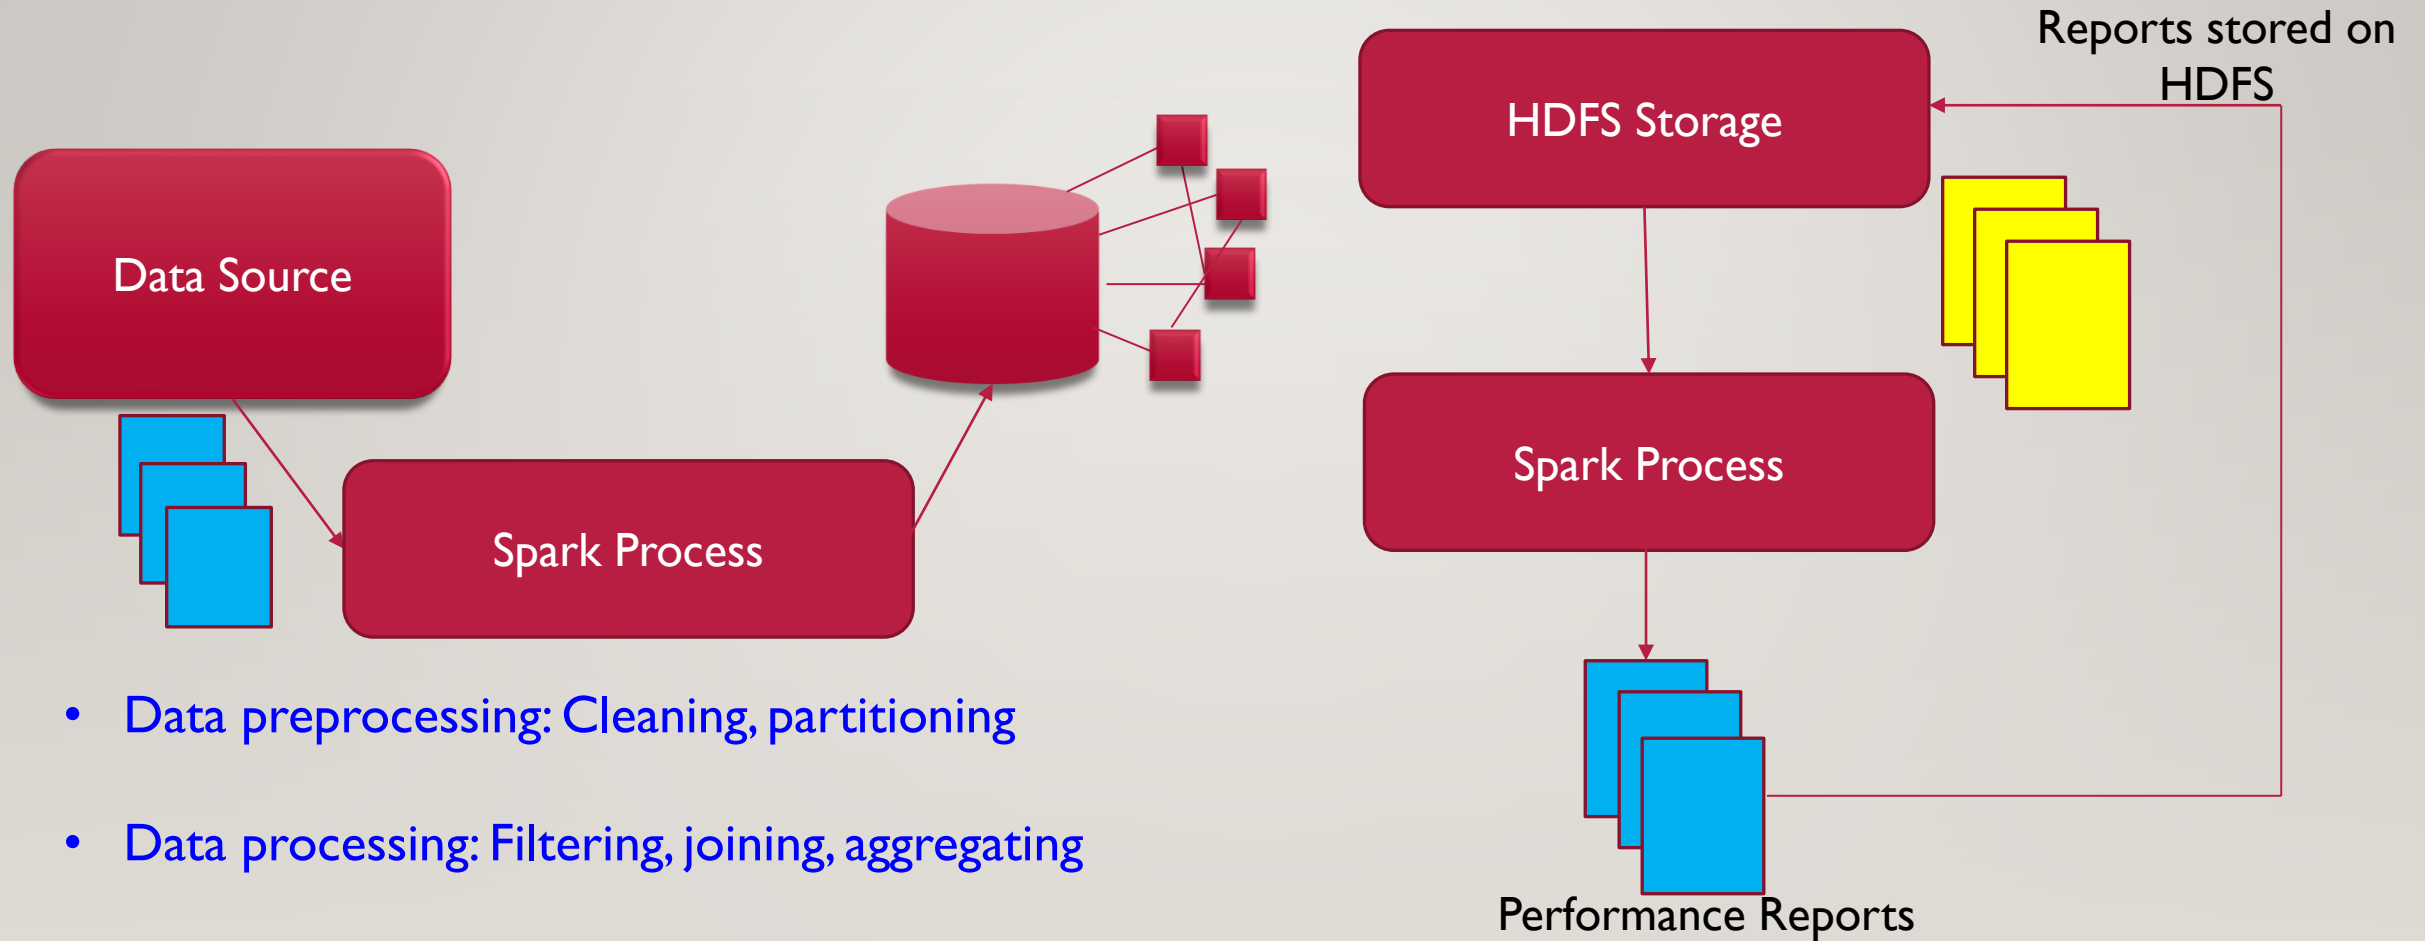 Reports stored on
HDFS
HDFS Storage
Data Source
Spark Process
Spark Process
• Data preprocessing: Cleaning, partitioning
• Data processing: Filtering, joining, aggregating
Performance Reports